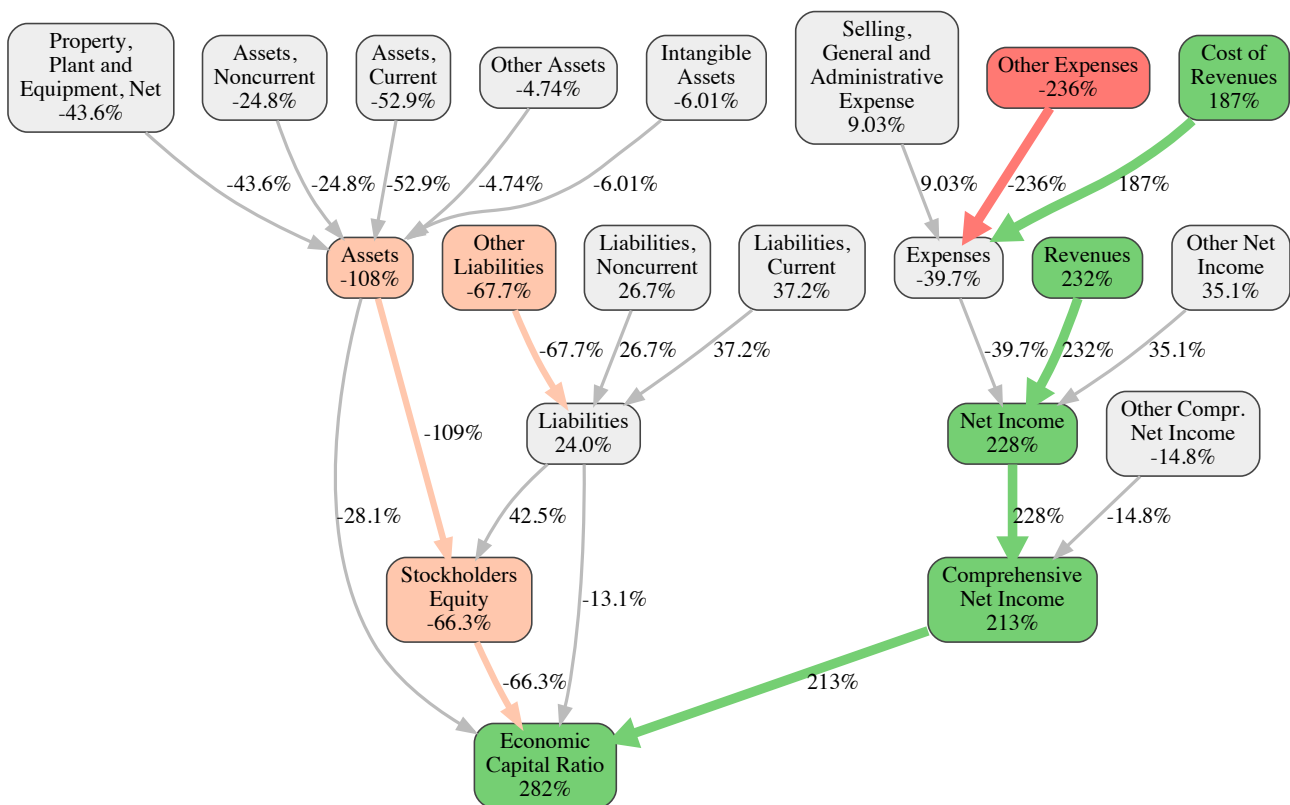 Property,
Plant and
Equipment, Net
-43.6%
Assets,
Noncurrent
-24.8%
Assets,
Current
-52.9%
Other Assets
-4.74%
Intangible
Assets
-6.01%
Selling,
General and
Administrative
Expense
9.03%
Other Expenses
-236%
Cost of
Revenues
187%
-43.6%
-24.8%
-52.9%
-4.74%
-6.01%
9.03%
-236%
187%
Assets
-108%
Other
Liabilities
-67.7%
Liabilities,
Noncurrent
26.7%
Liabilities,
Current
37.2%
Expenses
-39.7%
Revenues
232%
Other Net
Income
35.1%
-67.7%
26.7%
37.2%
-39.7%
232%
35.1%
Liabilities
24.0%
Net Income
228%
Other Compr.
Net Income
-14.8%
-109%
-28.1%
42.5%
228%
-14.8%
Stockholders
Equity
-66.3%
-13.1%
Comprehensive
Net Income
213%
-66.3%
213%
Economic
Capital Ratio
282%